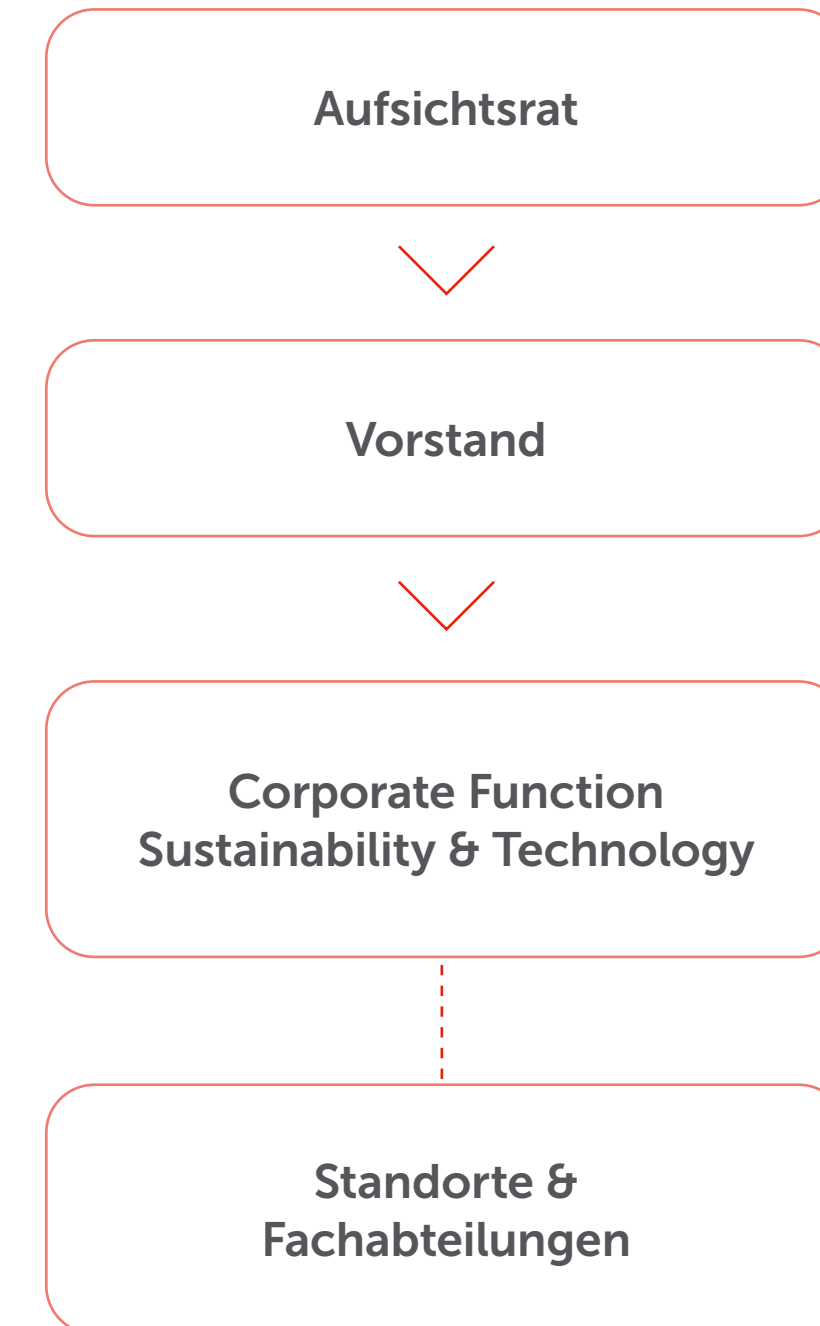 Aufsichtsrat
Vorstand
Corporate Function
Sustainability & Technology
Standorte &
Fachabteilungen